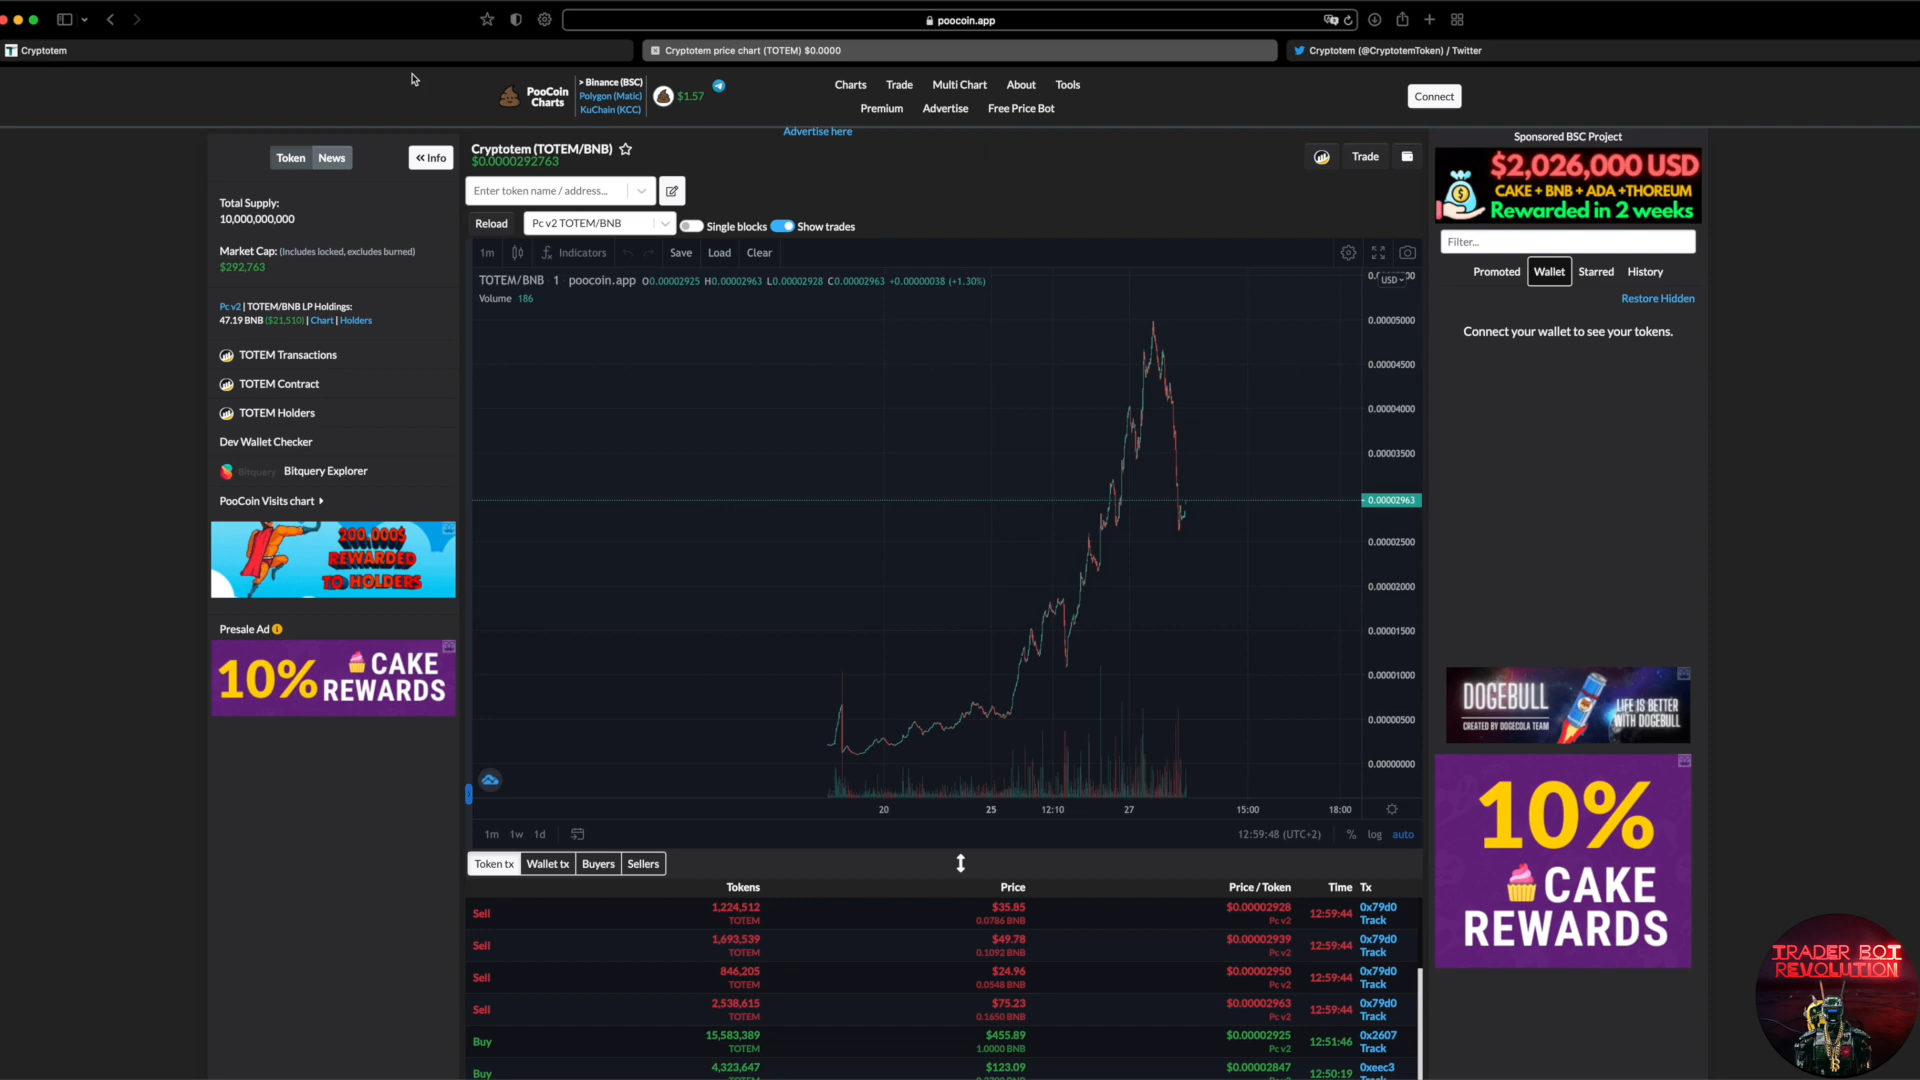 poocoin.app
Cryptotem
Cryptotem price chart (TOTEM) $0.0000
Cryptotem (@CryptotemToken) / Twitter
PooCoin
Charts
> Binance (BSC)
Polygon (Matic)
KuChain (KCC)
$1.57
Charts Trade Multi Chart About Tools
Premium Advertise Free Price Bot
Connect
Advertise here
Token News
« Info
Total Supply:
10,000,000,000
Market Cap: (Includes locked, excludes burned)
$292,763
Pc v2 | TOTEM/BNB LP Holdings:
47.19 BNB ($21,510) | Chart | Holders
TOTEM Transactions
TOTEM Contract
TOTEM Holders
Dev Wallet Checker
Bitquery Bitquery Explorer
PooCoin Visits chart
200.000$
REWARDED
TO HOLDERS
Presale Ad
10% CAKE
REWARDS
Cryptotem (TOTEM/BNB)
$0.0000292763
Trade
Enter token name / address...
Reload
Pc v2 TOTEM/BNB
Single blocks
Show trades
1m
Indicators
Save
Load
Clear
TOTEM/BNB · 1 · poocoin.app O0.00002925 H0.00002963 L0.00002928 C0.00002963 +0.00000038 (+1.30%)
Volume 186
USD
0.00005000
0.00004500
0.00004000
0.00003500
0.00002963
0.00002500
0.00002000
0.00001500
0.00001000
0.00000500
0.00000000
20 25 12:10 27 15:00 18:00
1m 1w 1d
12:59:48 (UTC+2)
% log auto
Token tx Wallet tx Buyers Sellers
Tokens Price Price / Token Time Tx
Sell 1,224,512 $35.85 $0.00002928 12:59:44 0x79d0
TOTEM 0.0786 BNB Pc v2 Track
Sell 1,693,539 $49.78 $0.00002939 12:59:44 0x79d0
TOTEM 0.1092 BNB Pc v2 Track
Sell 846,205 $24.96 $0.00002950 12:59:44 0x79d0
TOTEM 0.0548 BNB Pc v2 Track
Sell 2,538,615 $75.23 $0.00002963 12:59:44 0x79d0
TOTEM 0.1650 BNB Pc v2 Track
Buy 15,583,389 $455.89 $0.00002925 12:51:46 0x2607
TOTEM 1.0000 BNB Pc v2 Track
Buy 4,323,647 $123.09 $0.00002847 12:50:19 0xeec3
Sponsored BSC Project
$2,026,000 USD
CAKE + BNB + ADA +THOREUM
Rewarded in 2 weeks
Filter...
Promoted Wallet Starred History
Restore Hidden
Connect your wallet to see your tokens.
DOGEBULL
CREATED BY DOGECOLA TEAM
LIFE IS BETTER
WITH DOGEBULL
10%
CAKE
REWARDS
TRADER BOT
REVOLUTION